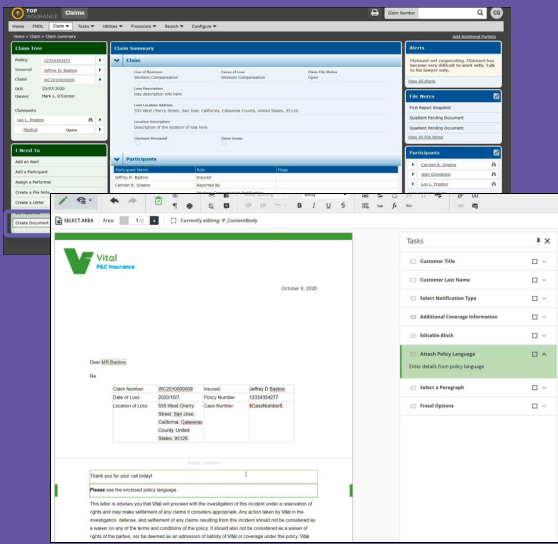 TOP INSURANCE Claims
Claim Number
CG
Home FNOL Claim Tasks Utilities Financials Search Configure
Home > Claim > Claim Summary
Add Additional Portlets
Claim Tree
Policy 12334354277
Insured Jeffrey D. Bastow
Claim WC2010000009
DOI: 10/07/2020
Owner Mark L. O'Connor
Claimants
Leo L. Preston
Medical Open
I Need To
Add an Alert
Add a Participant
Assign a Performer
Create a File Note
Create a Letter
Create Document
Claim Summary
Claim
Line of Business
Workers Compensation
Cause of Loss
Workers Compensation
Claim File Status
Open
Loss Description
loss description info here
Loss Location Address
555 West Cherry Street, San Jose, California, Calaveras County, United States, 95126.
Location Description
Description of the location of loss here
Claimant Deceased
Claim Group
Participants
Participant Name Role Flags
Jeffrey D. Bastow Insured
Carman R. Greene Reported By
Alerts
Claimant not cooperating. Claimant has become very difficult to work with. Talk to his lawyer only.
View All Alerts
File Notes
First Report Snapshot
Quadient Pending Document
Quadient Pending Document
View All File Notes
Participants
Carman R. Greene
Jean Greystone
Leo L. Preston
SELECT AREA Area: 1/2 Currently editing: IF_ContentBody
Vital
P&C Insurance
October 8, 2020
Dear MR Bastow
Re
Claim Number: WC2010000009 Insured: Jeffrey D Bastow
Date of Loss: 2020/10/7 Policy Number: 12334354277
Location of Loss: 555 West Cherry Case Number: $CaseNumber$
Street, San Jose,
California, Calaveras
County, United
States, 95126
Thank you for your call today!
Please see the enclosed policy language.
This letter is advises you that Vital will proceed with the investigation of this incident under a reservation of
rights and may make settlement of any claims it considers appropriate. Any action taken by Vital in the
investigation, defense, and settlement of any claims resulting from this incident should not be considered as
a waiver on any of the terms and conditions of the policy. It should also not be considered as a waiver of
rights of the parties, nor be deemed as an admission of liability of Vital or coverage under the policy. Vital
Tasks
Customer Title
Customer Last Name
Select Notification Type
Additional Coverage Information
Editable Block
Attach Policy Language
Enter details from policy language
Select a Paragraph
Fraud Options